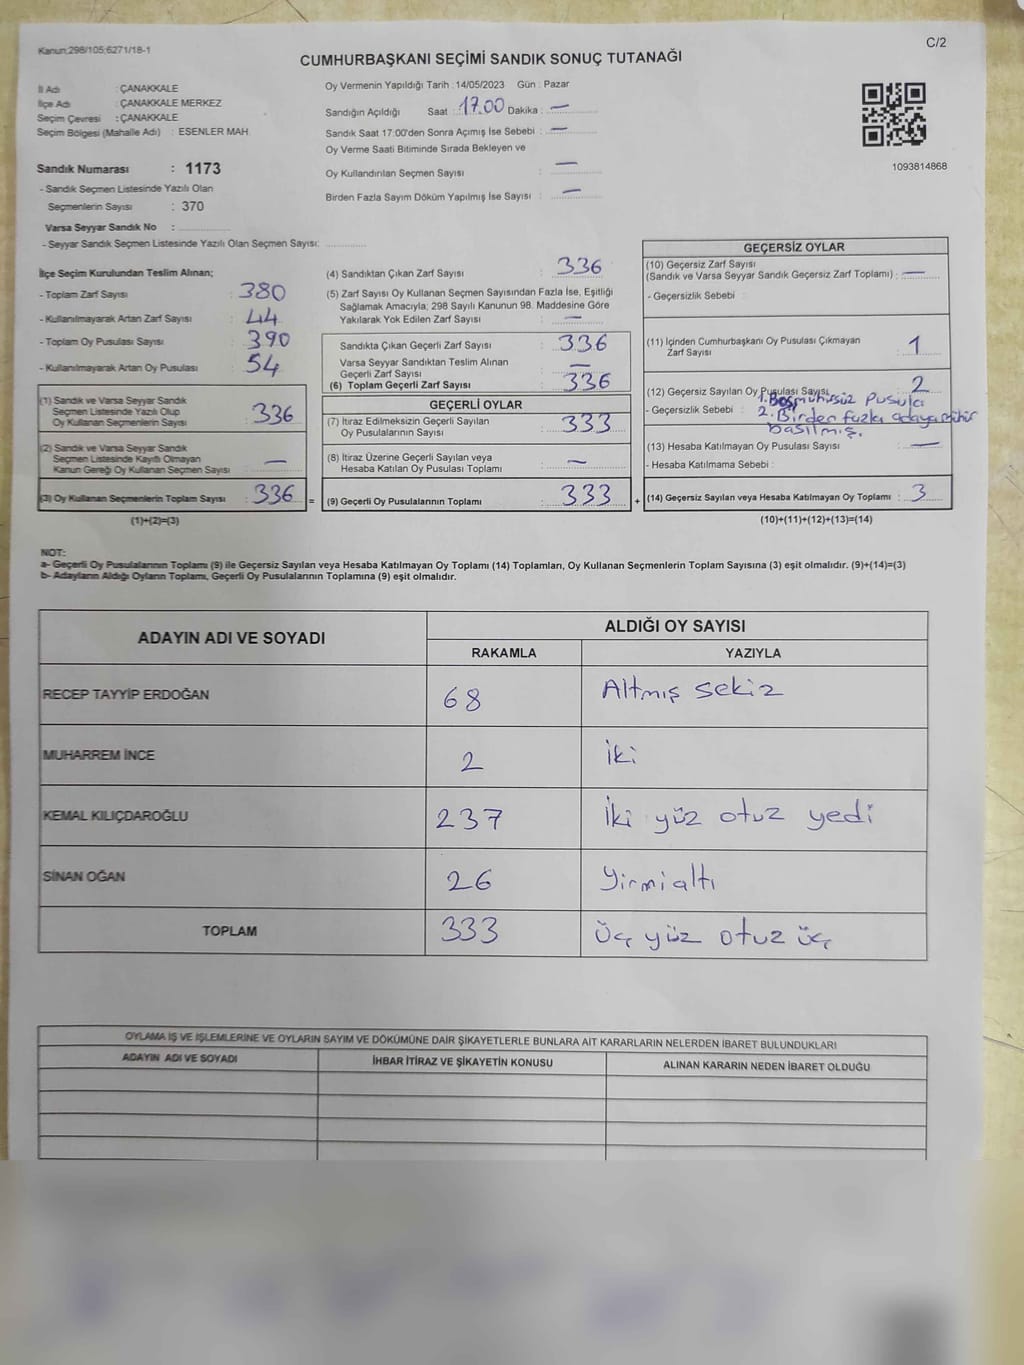 Kanun:298/105;6271/18-1
C/2
CUMHURBAŞKANI SEÇİMİ SANDIK SONUÇ TUTANAĞI
İl Adı : ÇANAKKALE
İlçe Adı : ÇANAKKALE MERKEZ
Seçim Çevresi : ÇANAKKALE
Seçim Bölgesi (Mahalle Adı) : ESENLER MAH.
Sandık Numarası : 1173
- Sandık Seçmen Listesinde Yazılı Olan
Seçmenlerin Sayısı : 370
Varsa Seyyar Sandık No :
- Seyyar Sandık Seçmen Listesinde Yazılı Olan Seçmen Sayısı:
Oy Vermenin Yapıldığı Tarih : 14/05/2023 Gün : Pazar
Sandığın Açıldığı Saat : 17.00 Dakika : —
Sandık Saat 17:00'den Sonra Açımış İse Sebebi : —
Oy Verme Saati Bitiminde Sırada Bekleyen ve
Oy Kullandırılan Seçmen Sayısı : —
Birden Fazla Sayım Döküm Yapılmış İse Sayısı : —
1093814868
İlçe Seçim Kurulundan Teslim Alınan;
- Toplam Zarf Sayısı : 380
- Kullanılmayarak Artan Zarf Sayısı : 44
- Toplam Oy Pusulası Sayısı : 390
- Kullanılmayarak Artan Oy Pusulası : 54
(1) Sandık ve Varsa Seyyar Sandık
Seçmen Listesinde Yazılı Olup
Oy Kullanan Seçmenlerin Sayısı : 336
(2) Sandık ve Varsa Seyyar Sandık
Seçmen Listesinde Kayıtlı Olmayan
Kanun Gereği Oy Kullanan Seçmen Sayısı : —
(3) Oy Kullanan Seçmenlerin Toplam Sayısı : 336 =
(1)+(2)=(3)
(4) Sandıktan Çıkan Zarf Sayısı : 336
(5) Zarf Sayısı Oy Kullanan Seçmen Sayısından Fazla İse, Eşitliği
Sağlamak Amacıyla; 298 Sayılı Kanunun 98. Maddesine Göre
Yakılarak Yok Edilen Zarf Sayısı : —
Sandıkta Çıkan Geçerli Zarf Sayısı : 336
Varsa Seyyar Sandıktan Teslim Alınan
Geçerli Zarf Sayısı : —
(6) Toplam Geçerli Zarf Sayısı : 336
GEÇERLİ OYLAR
(7) İtiraz Edilmeksizin Geçerli Sayılan
Oy Pusulalarının Sayısı : 333
(8) İtiraz Üzerine Geçerli Sayılan veya
Hesaba Katılan Oy Pusulası Toplamı : —
(9) Geçerli Oy Pusulalarının Toplamı : 333 +
GEÇERSİZ OYLAR
(10) Geçersiz Zarf Sayısı
(Sandık ve Varsa Seyyar Sandık Geçersiz Zarf Toplamı) : —
- Geçersizlik Sebebi :
(11) İçinden Cumhurbaşkanı Oy Pusulası Çıkmayan
Zarf Sayısı : 1
(12) Geçersiz Sayılan Oy Pusulası Sayısı : 2
- Geçersizlik Sebebi : 1. Boş mühürsüz pusula
2. Birden fazla adaya mühür
basılmış.
(13) Hesaba Katılmayan Oy Pusulası Sayısı : —
- Hesaba Katılmama Sebebi :
(14) Geçersiz Sayılan veya Hesaba Katılmayan Oy Toplamı : 3
(10)+(11)+(12)+(13)=(14)
NOT:
a- Geçerli Oy Pusulalarının Toplamı (9) ile Geçersiz Sayılan veya Hesaba Katılmayan Oy Toplamı (14) Toplamları, Oy Kullanan Seçmenlerin Toplam Sayısına (3) eşit olmalıdır. (9)+(14)=(3)
b- Adayların Aldığı Oyların Toplamı, Geçerli Oy Pusulalarının Toplamına (9) eşit olmalıdır.
ADAYIN ADI VE SOYADI ALDIĞI OY SAYISI
RAKAMLA YAZIYLA
RECEP TAYYİP ERDOĞAN 68 Altmış sekiz
MUHARREM İNCE 2 İki
KEMAL KILIÇDAROĞLU 237 İki yüz otuz yedi
SİNAN OĞAN 26 Yirmialtı
TOPLAM 333 Üç yüz otuz üç
OYLAMA İŞ VE İŞLEMLERİNE VE OYLARIN SAYIM VE DÖKÜMÜNE DAİR ŞİKAYETLERLE BUNLARA AİT KARARLARIN NELERDEN İBARET BULUNDUKLARI
ADAYIN ADI VE SOYADI İHBAR İTİRAZ VE ŞİKAYETİN KONUSU ALINAN KARARIN NEDEN İBARET OLDUĞU